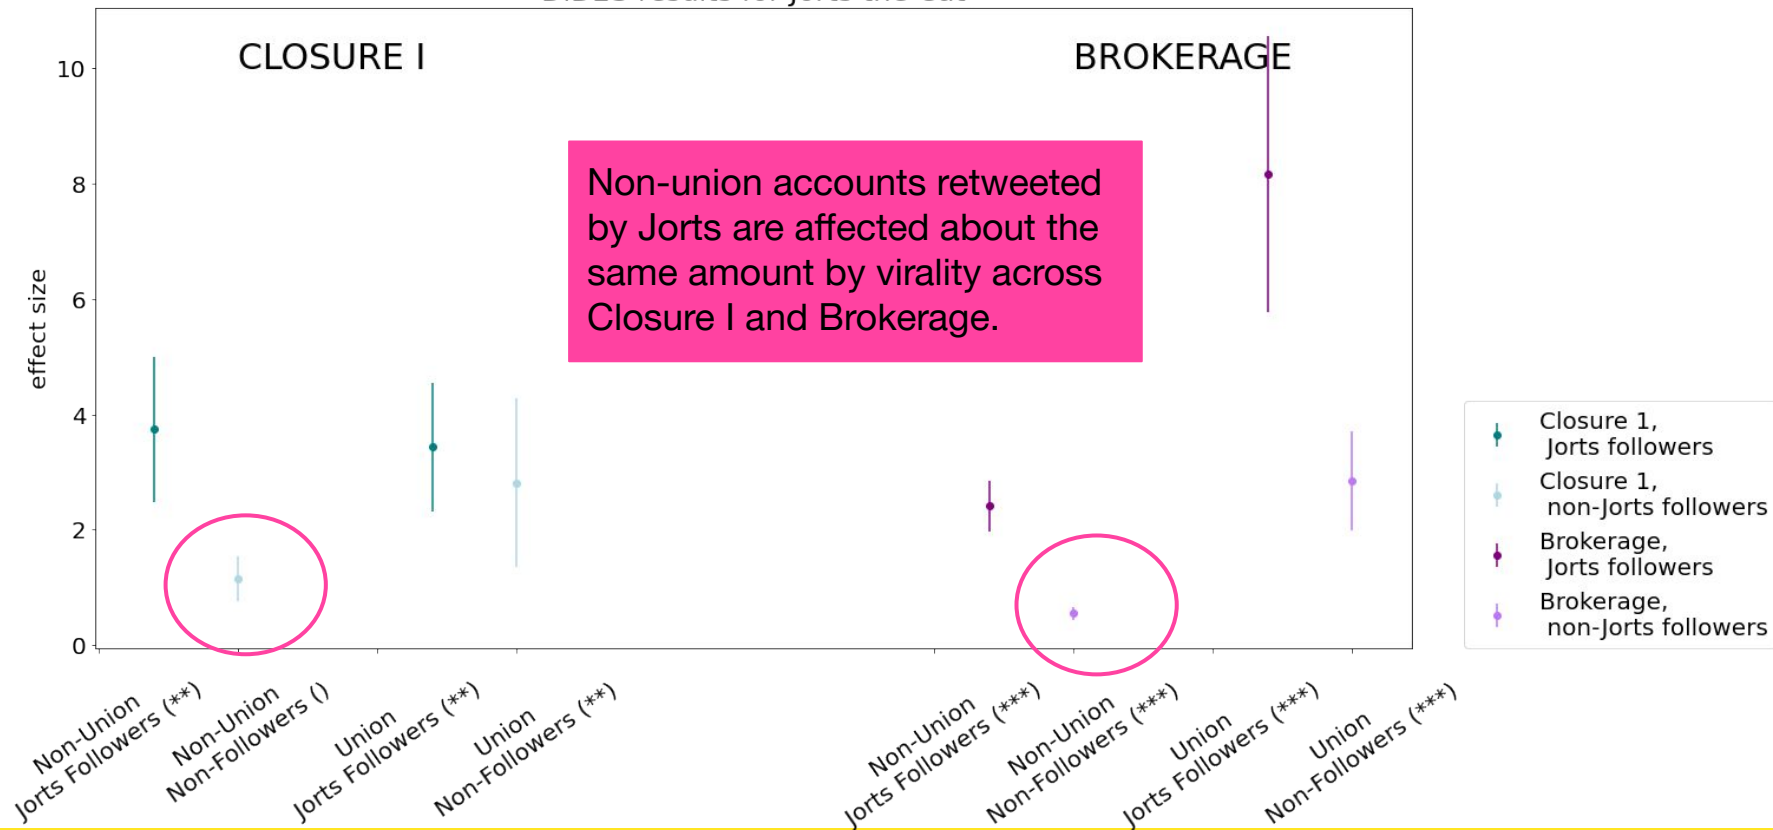 CLOSURE I
BROKERAGE
Non-union accounts retweeted
by Jorts are affected about the
same amount by virality across
Closure I and Brokerage.
effect size
10
8
6
4
2
0
Non-Union
Jorts Followers (**)
Non-Union
Non-Followers ()
Union
Jorts Followers (**)
Union
Non-Followers (**)
Non-Union
Jorts Followers (***)
Non-Union
Non-Followers (***)
Union
Jorts Followers (***)
Union
Non-Followers (***)
Closure 1,
Jorts followers
Closure 1,
non-Jorts followers
Brokerage,
Jorts followers
Brokerage,
non-Jorts followers